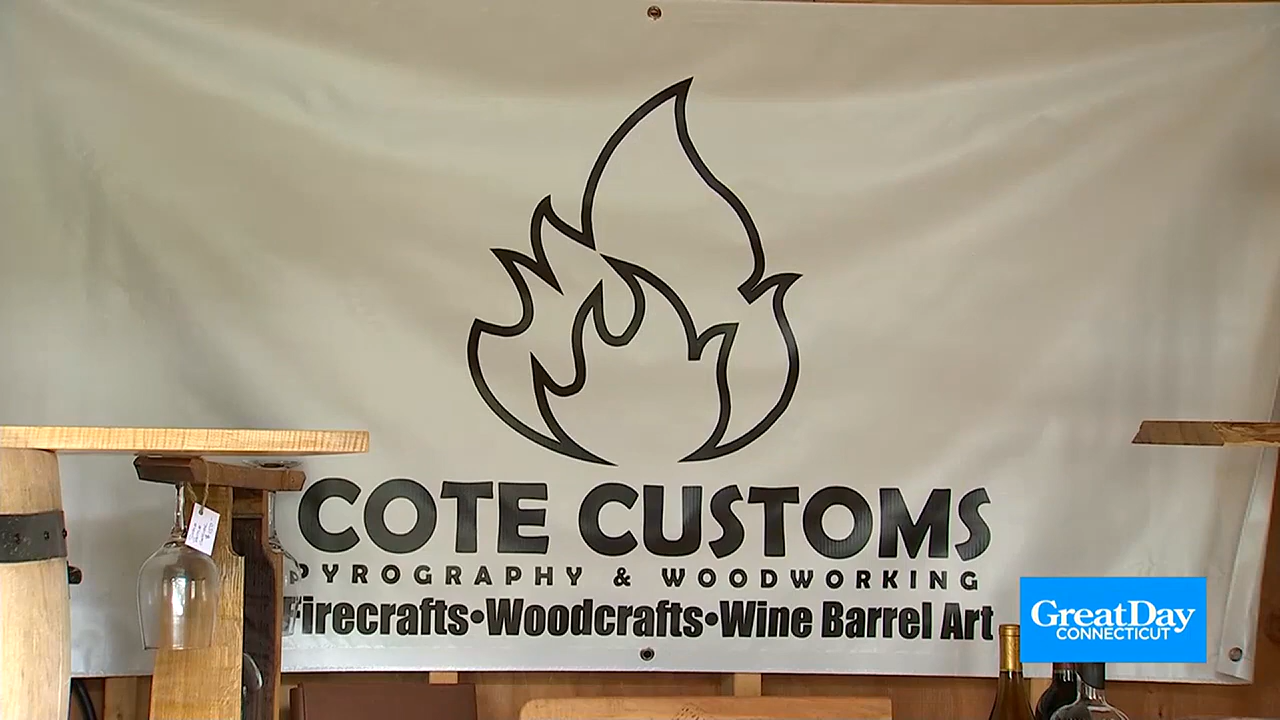 COTE CUSTOMS
PYROGRAPHY & WOODWORKING
Firecrafts•Woodcrafts•Wine Barrel Art
GreatDay
CONNECTICUT